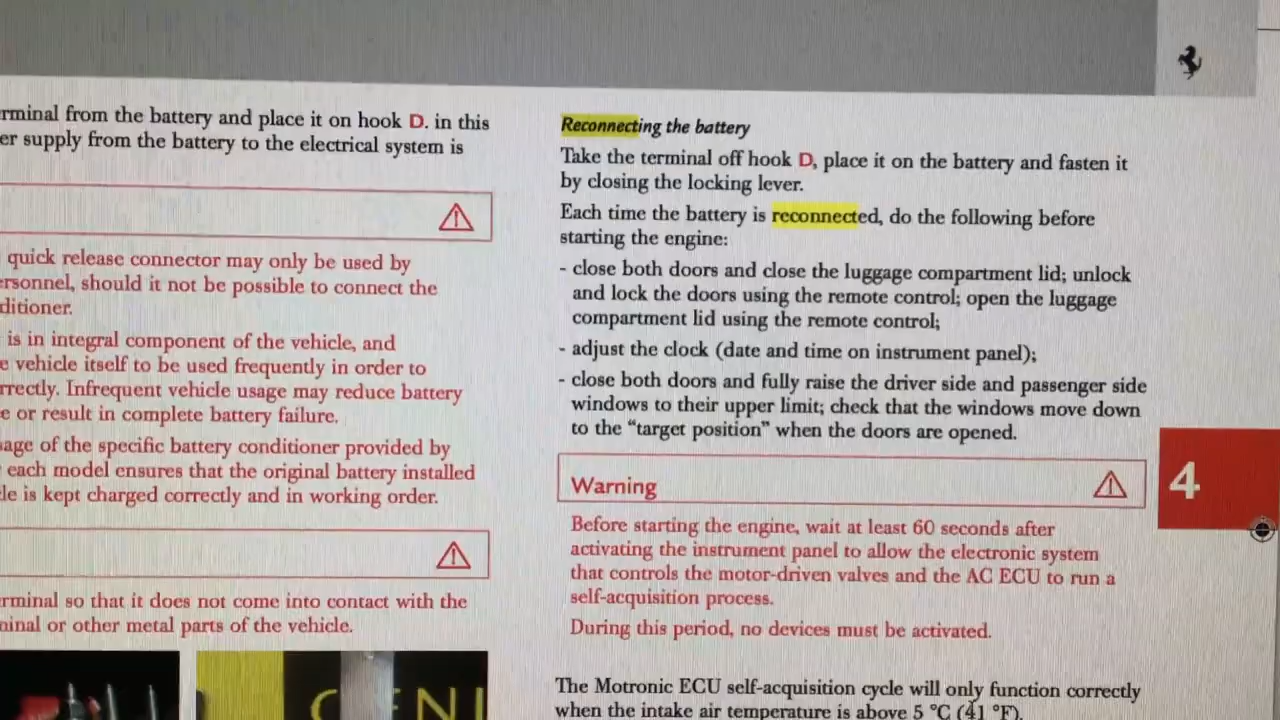 rminal from the battery and place it on hook D. in this
er supply from the battery to the electrical system is
quick release connector may only be used by
ersonnel, should it not be possible to connect the
ditioner.
is in integral component of the vehicle, and
e vehicle itself to be used frequently in order to
rrectly. Infrequent vehicle usage may reduce battery
e or result in complete battery failure.
age of the specific battery conditioner provided by
each model ensures that the original battery installed
le is kept charged correctly and in working order.
rminal so that it does not come into contact with the
minal or other metal parts of the vehicle.
ENI
Reconnecting the battery
Take the terminal off hook D, place it on the battery and fasten it
by closing the locking lever.
Each time the battery is reconnected, do the following before
starting the engine:
- close both doors and close the luggage compartment lid; unlock
and lock the doors using the remote control; open the luggage
compartment lid using the remote control;
- adjust the clock (date and time on instrument panel);
- close both doors and fully raise the driver side and passenger side
windows to their upper limit; check that the windows move down
to the “target position” when the doors are opened.
Warning
Before starting the engine, wait at least 60 seconds after
activating the instrument panel to allow the electronic system
that controls the motor-driven valves and the AC ECU to run a
self-acquisition process.
During this period, no devices must be activated.
The Motronic ECU self-acquisition cycle will only function correctly
when the intake air temperature is above 5 °C (41 °F).
4